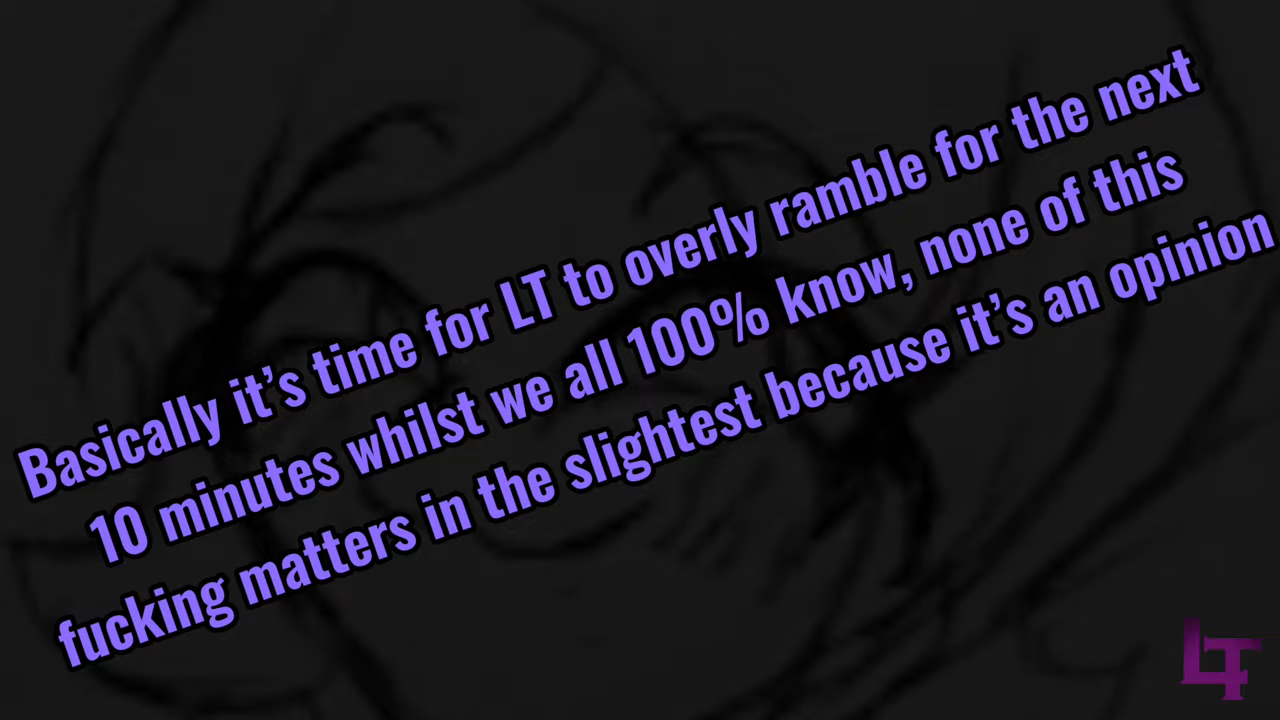 Basically it’s time for LT to overly ramble for the next
10 minutes whilst we all 100% know, none of this
fucking matters in the slightest because it’s an opinion
LT